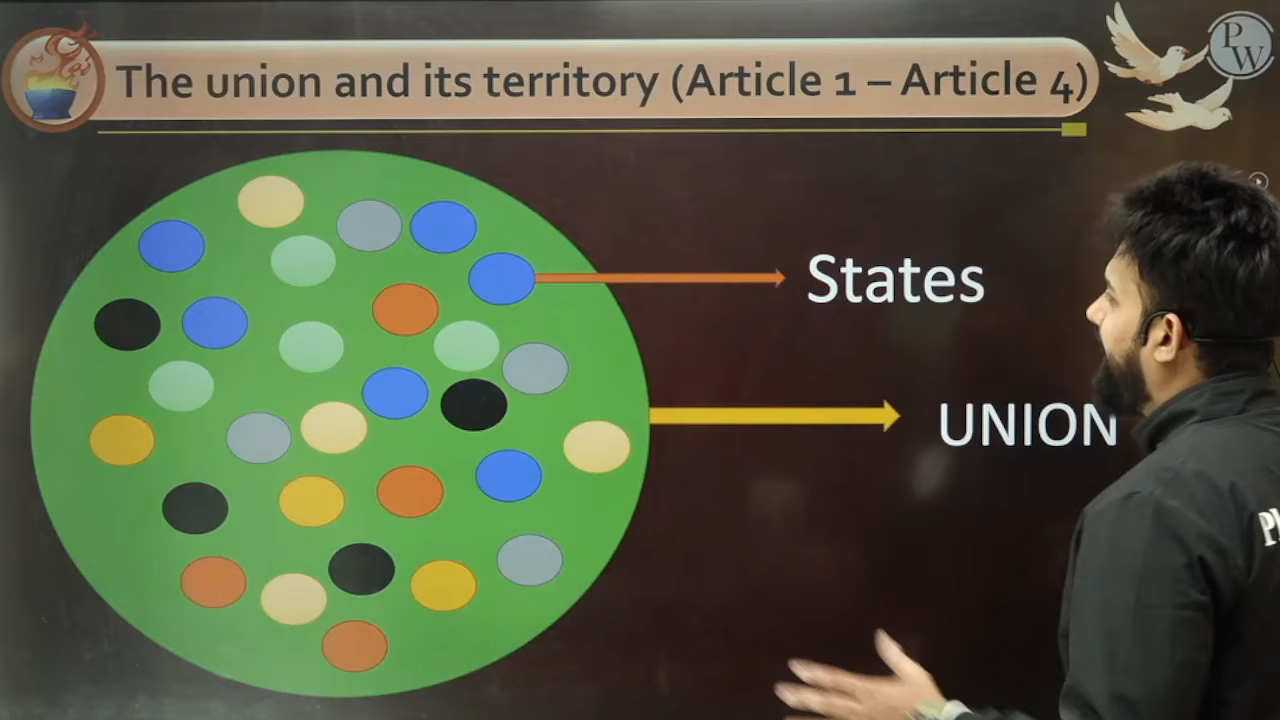 The union and its territory (Article 1 – Article 4)
PW
States
UNION